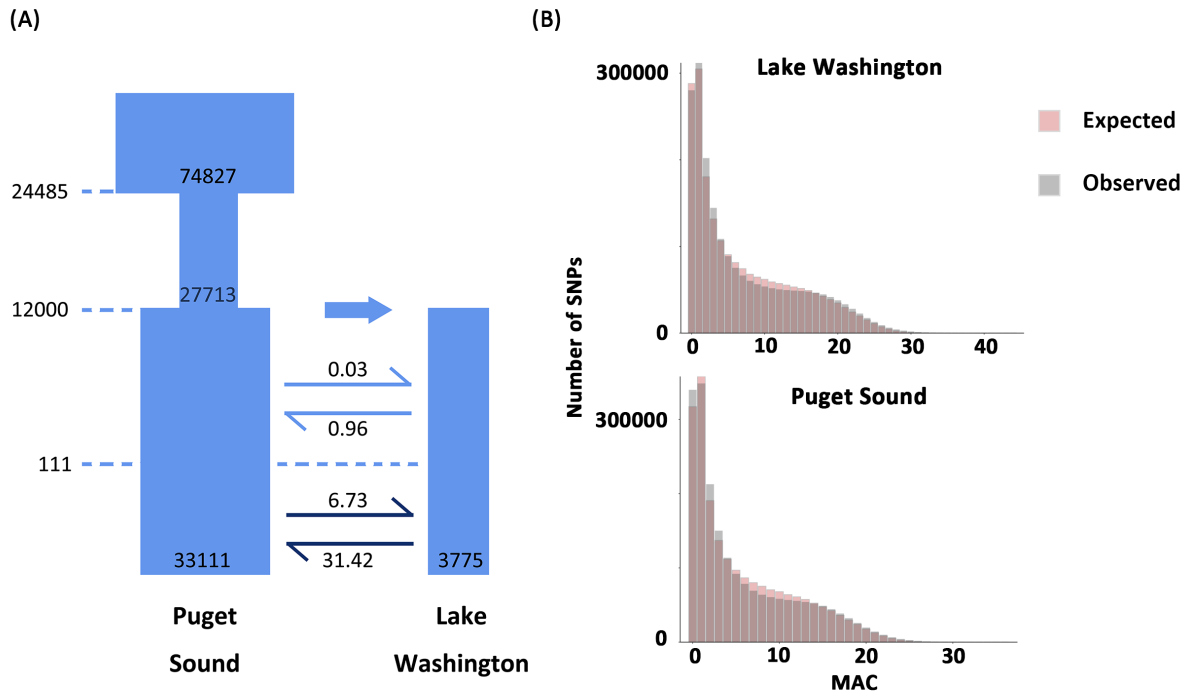 (A)
74827
24485
27713
12000
0.03
0.96
111
6.73
31.42
33111
3775
Puget
Sound
Lake
Washington
(B)
Lake Washington
300000
0
0 10 20 30 40
Expected
Observed
Number of SNPs
Puget Sound
300000
0
0 10 20 30
MAC